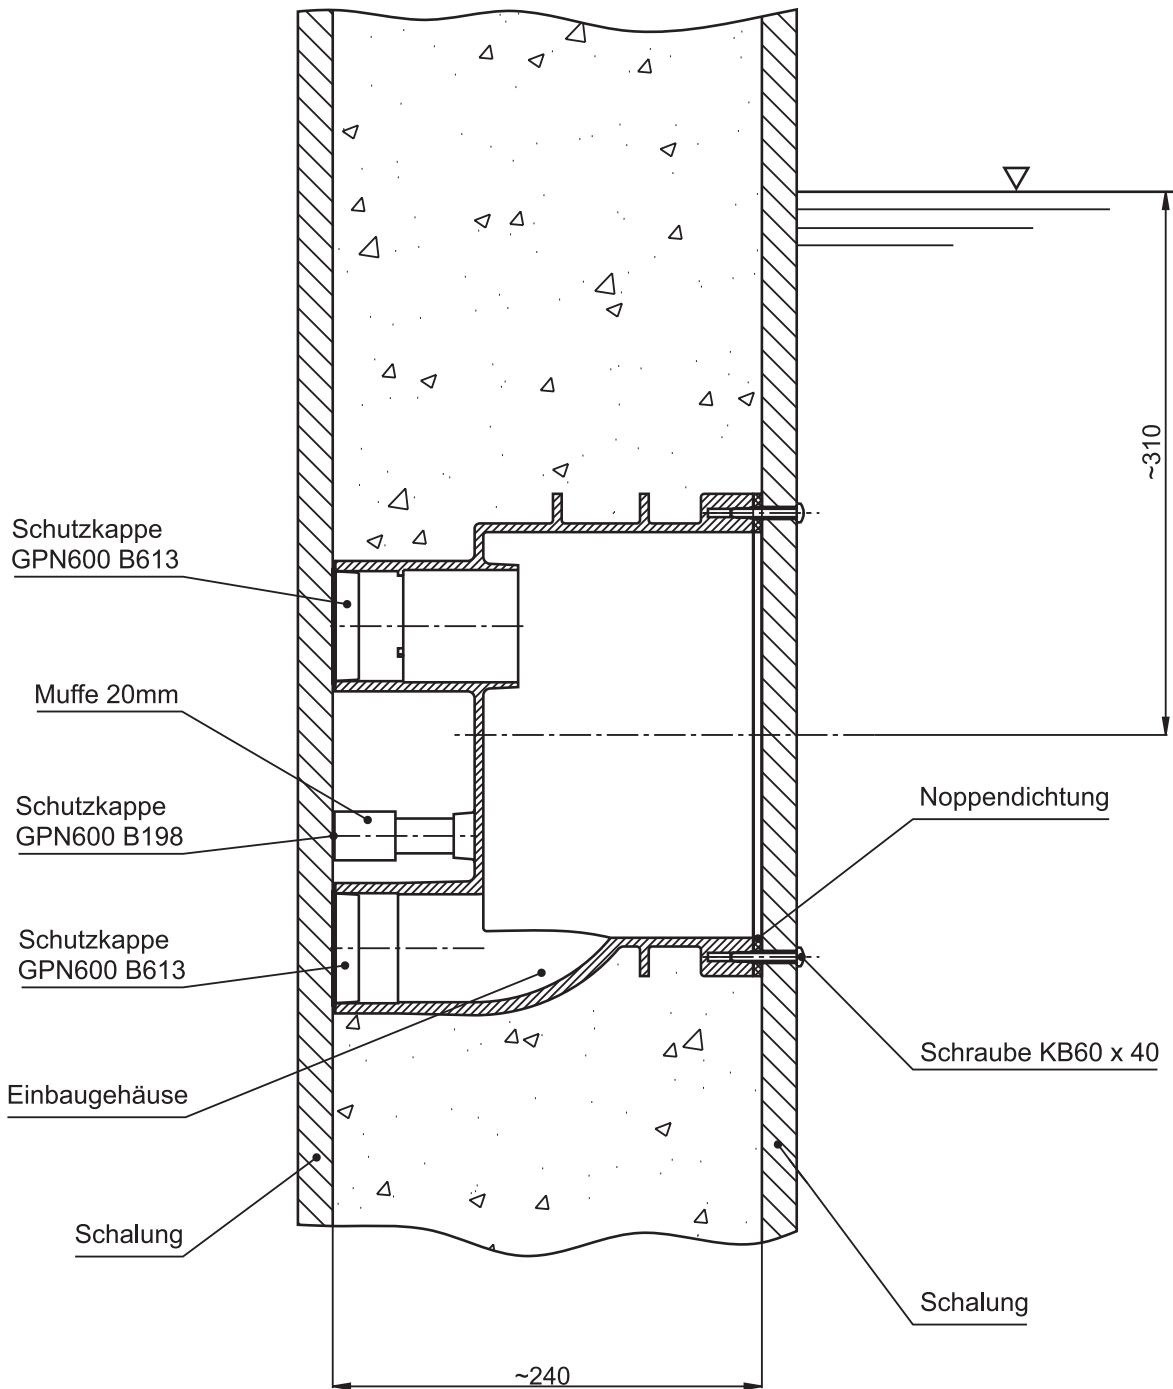 ~310
Schutzkappe
GPN600 B613
Muffe 20mm
Schutzkappe
GPN600 B198
Noppendichtung
Schutzkappe
GPN600 B613
Schraube KB60 x 40
Einbaugehäuse
Schalung
Schalung
~240